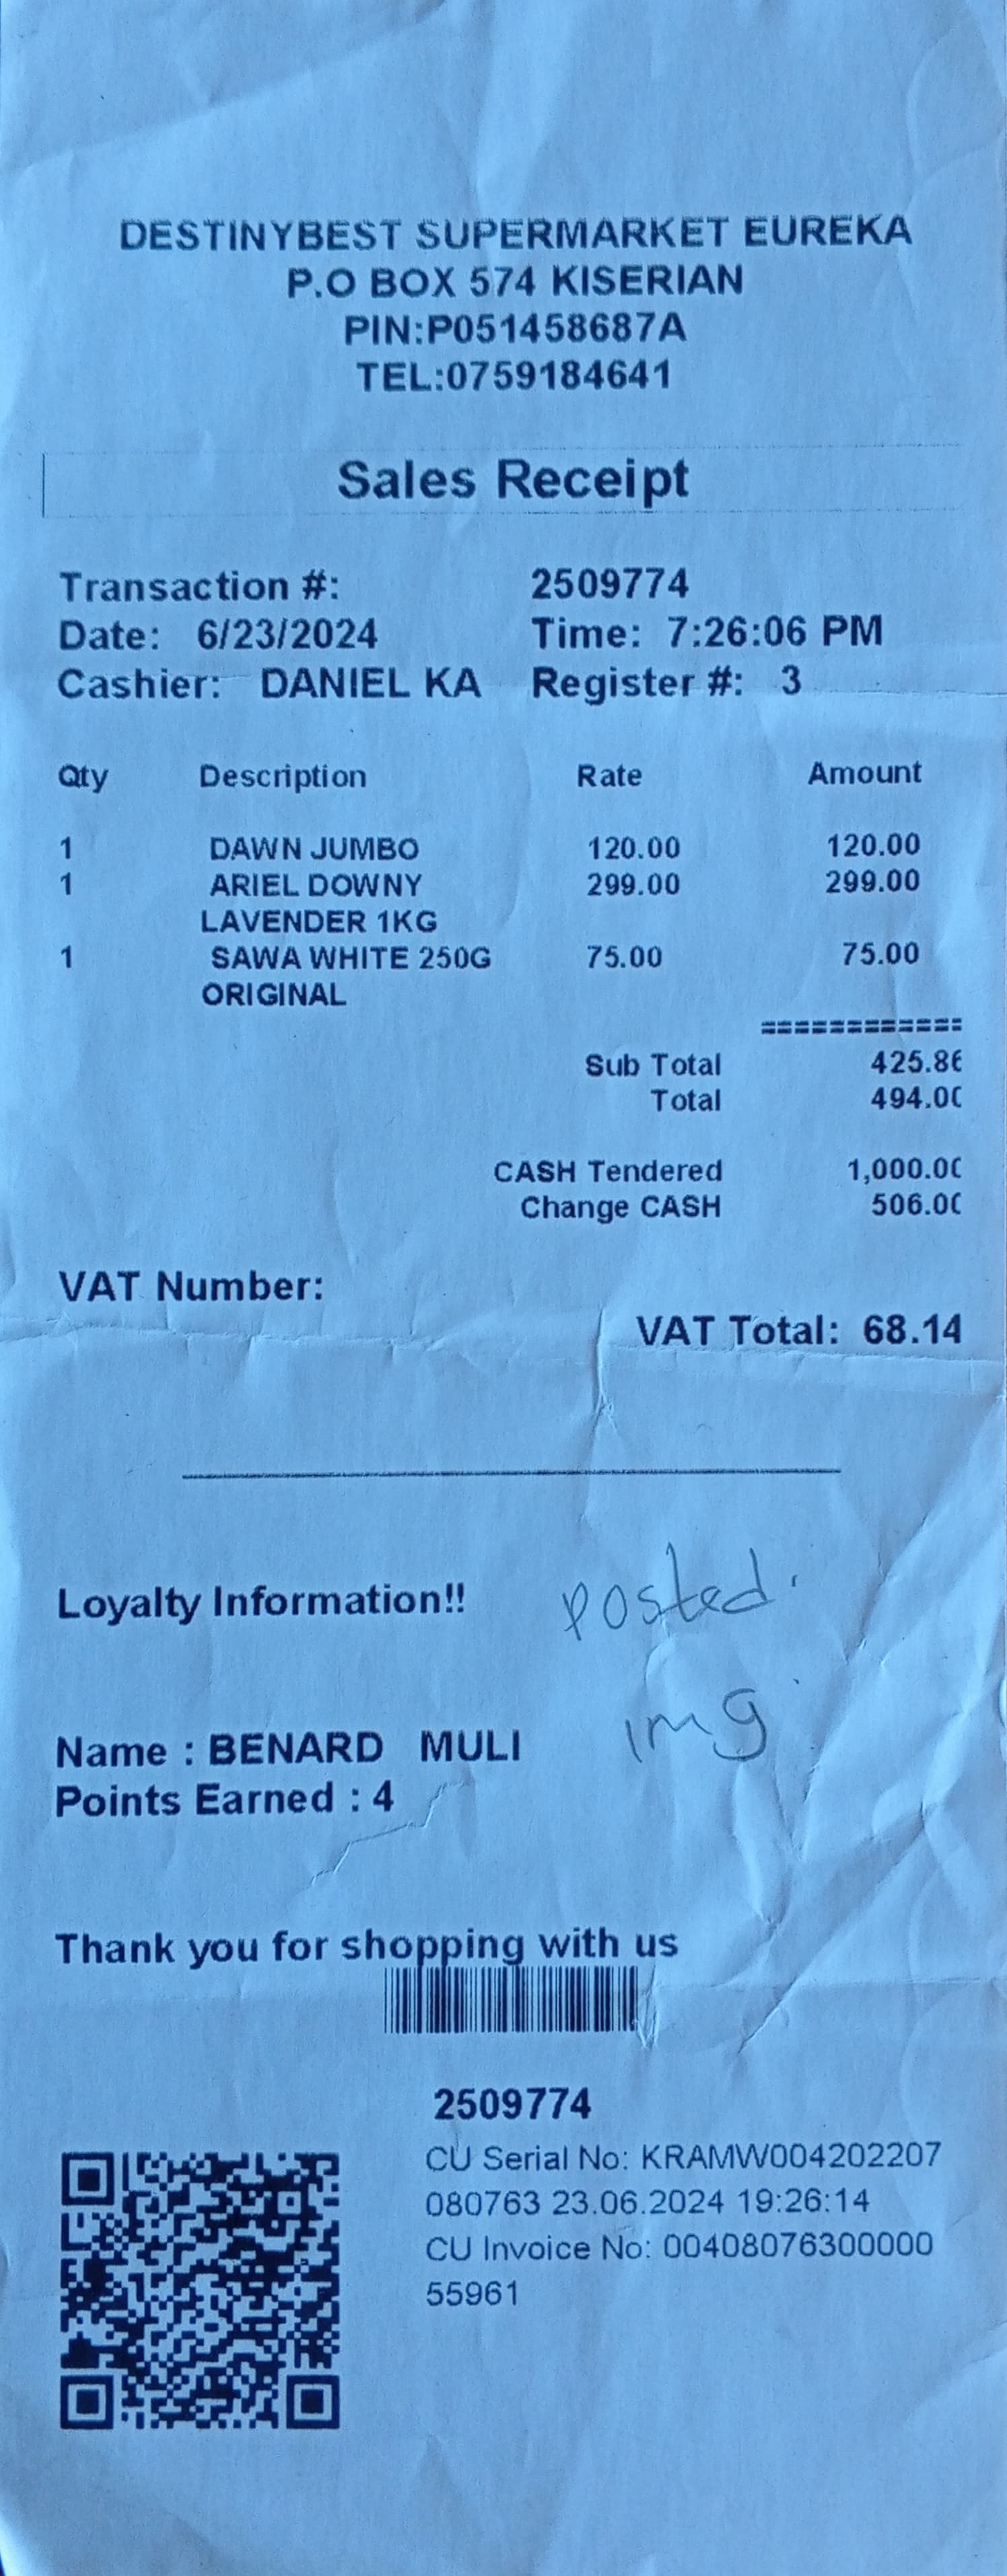 DESTINYBEST SUPERMARKET EUREKA
P.O BOX 574 KISERIAN
PIN:P051458687A
TEL:0759184641
Sales Receipt
Transaction #: 2509774
Date: 6/23/2024 Time: 7:26:06 PM
Cashier: DANIEL KA Register #: 3
Qty Description Rate Amount
1 DAWN JUMBO 120.00 120.00
1 ARIEL DOWNY 299.00 299.00
LAVENDER 1KG
1 SAWA WHITE 250G 75.00 75.00
ORIGINAL
============
Sub Total 425.86
Total 494.00
CASH Tendered 1,000.00
Change CASH 506.00
VAT Number:
VAT Total: 68.14
Loyalty Information!! posted.
img
Name : BENARD MULI
Points Earned : 4
Thank you for shopping with us
2509774
CU Serial No: KRAMW004202207
080763 23.06.2024 19:26:14
CU Invoice No: 00408076300000
55961